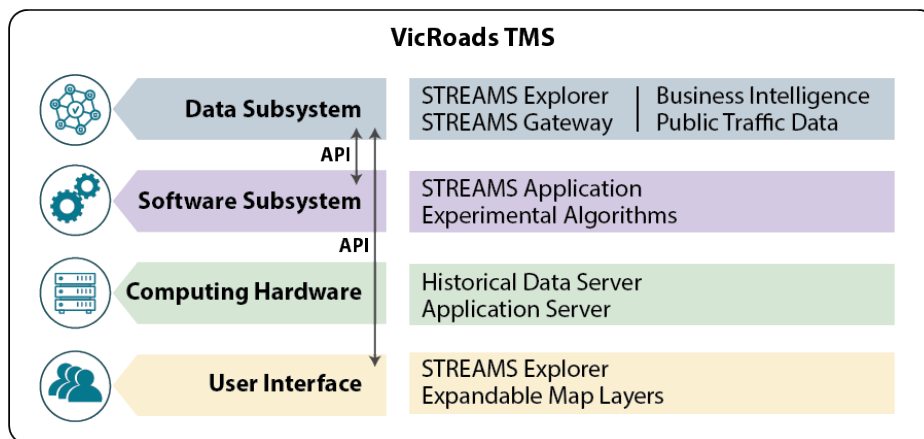 VicRoads TMS
Data Subsystem
STREAMS Explorer
STREAMS Gateway
Business Intelligence
Public Traffic Data
API
Software Subsystem
STREAMS Application
Experimental Algorithms
API
Computing Hardware
Historical Data Server
Application Server
User Interface
STREAMS Explorer
Expandable Map Layers